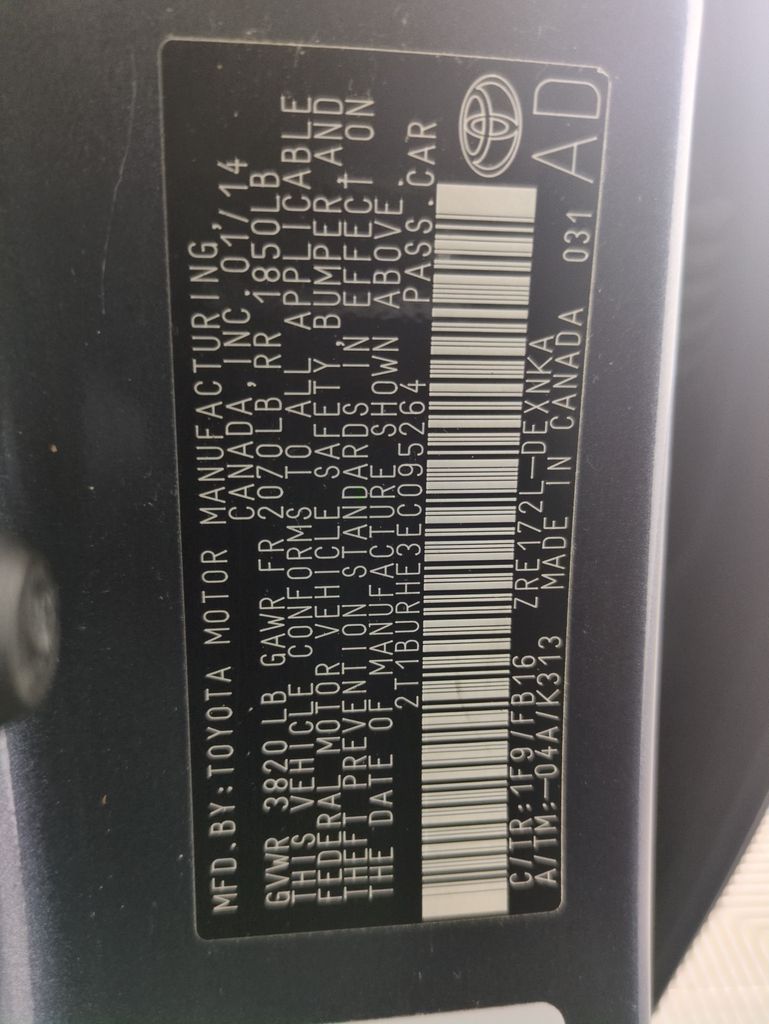 MFD.BY:TOYOTA MOTOR MANUFACTURING,
CANADA, INC. 01/14
GVWR 3820LB GAWR FR 2070LB, RR 1850LB
THIS VEHICLE CONFORMS TO ALL APPLICABLE
FEDERAL MOTOR VEHICLE SAFETY, BUMPER, AND
THEFT PREVENTION STANDARDS IN EFFECT ON
THE DATE OF MANUFACTURE SHOWN ABOVE.
2T1BURHE3EC095264 PASS.CAR
C/TR:1F9/FB16 ZRE172L-DEXNKA
A/TM:-04A/K313 MADE IN CANADA 031
AD